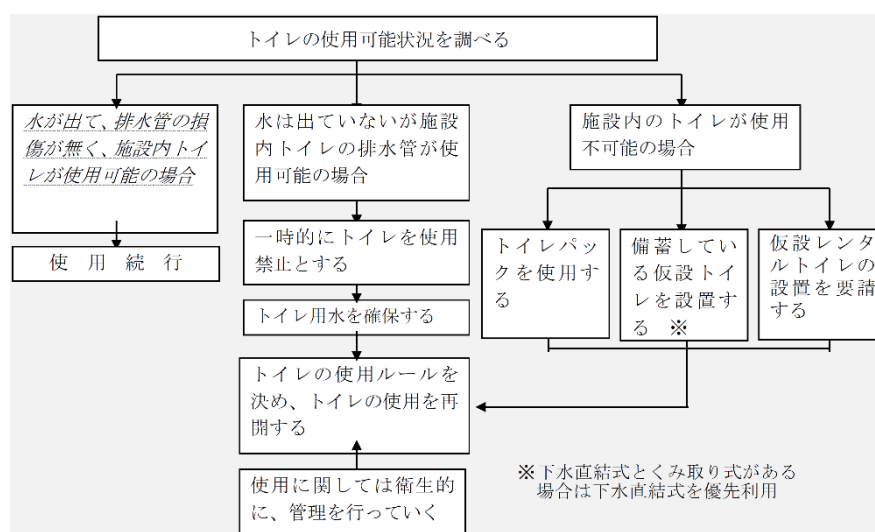 トイレの使用可能状況を調べる
水が出て、排水管の損
傷が無く、施設内トイ
レが使用可能の場合
使用続行
水は出ていないが施設
内トイレの排水管が使
用可能の場合
一時的にトイレを使用
禁止とする
トイレ用水を確保する
施設内のトイレが使用
不可能の場合
トイレパッ
クを使用す
る
備蓄してい
る仮設トイ
レを設置す
る ※
仮設レンタ
ルトイレの
設置を要請
する
トイレの使用ルールを
決め、トイレの使用を再
開する
使用に関しては衛生的
に、管理を行っていく
※下水直結式とくみ取り式がある
場合は下水直結式を優先利用